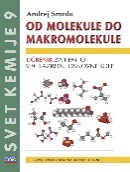 Andrej Smrdu
OD MOLEKULE DO
MAKROMOLEKULE
UČBENIK ZA KEMIJO
V 9. RAZREDU OSNOVNE ŠOLE
SVET KEMIJE 9